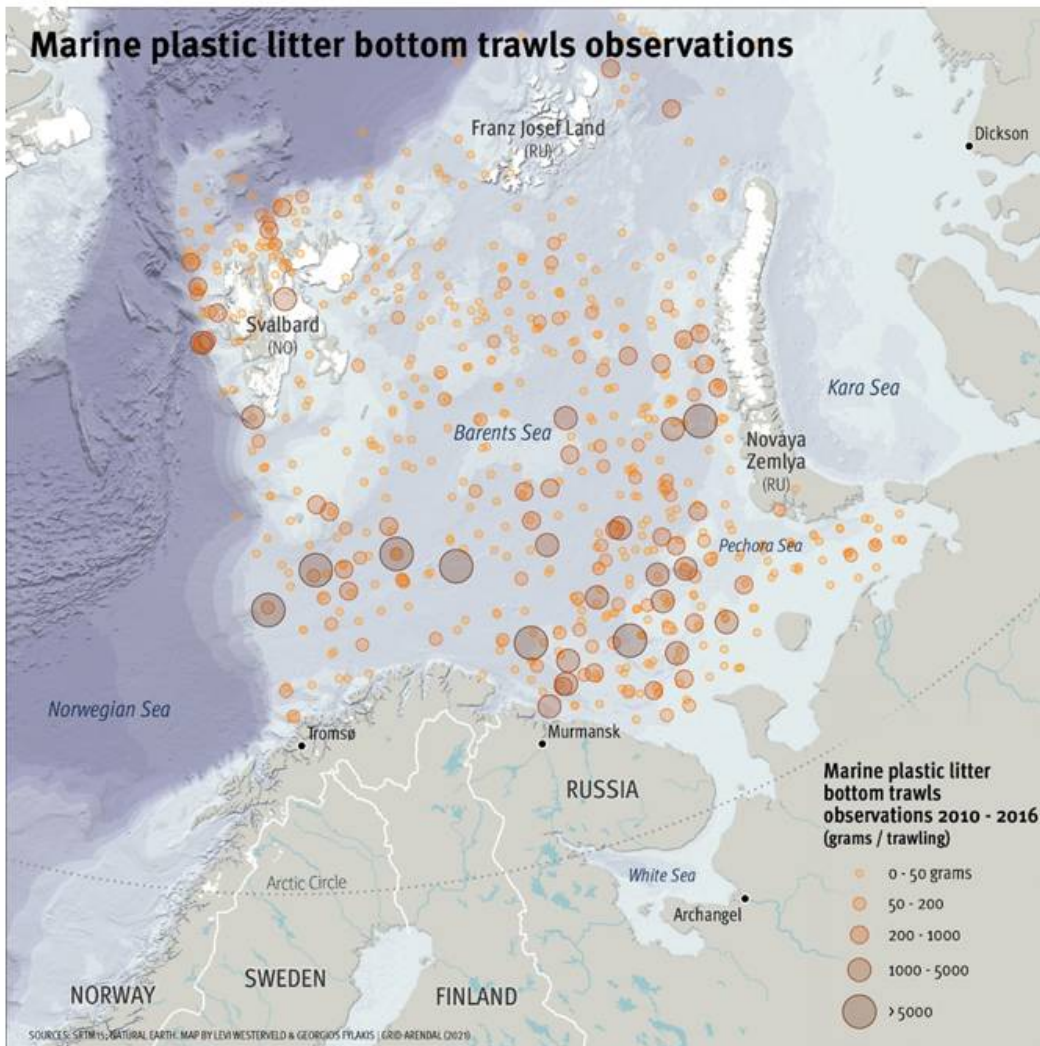 Marine plastic litter bottom trawls observations
Franz Josef Land
(RU)
Dickson
Svalbard
(NO)
Kara Sea
Barents Sea
Novaya
Zemlya
(RU)
Pechora Sea
Norwegian Sea
Tromsø
Murmansk
RUSSIA
Marine plastic litter
bottom trawls
observations 2010 - 2016
(grams / trawling)
0 - 50 grams
50 - 200
200 - 1000
1000 - 5000
> 5000
White Sea
Arctic Circle
Archangel
SWEDEN
NORWAY
FINLAND
SOURCES: SRTM15; NATURAL EARTH. MAP BY LEVI WESTERVELD & GEORGIOS FYLAKIS | GRID-ARENDAL (2021)